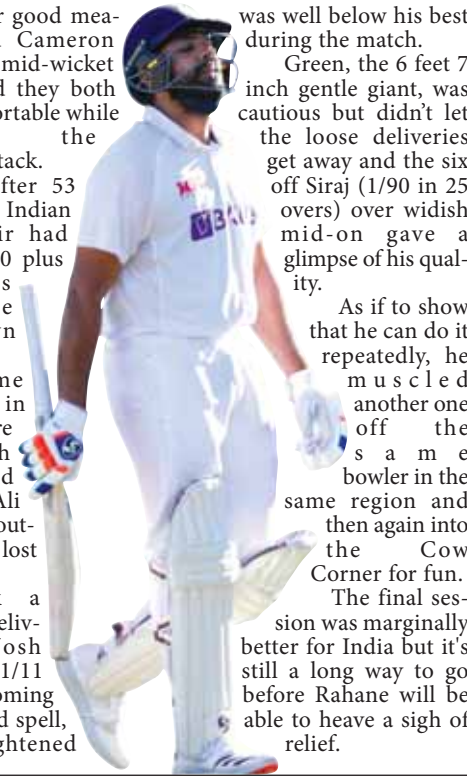 r good mea-
Cameron
mid-wicket
d they both
ortable while
the
tack.
fter 53
Indian
ir had
0 plus
s
e
n
me
in
re
h
d
Ali
out-
lost
a
eliv-
Josh
1/11
oming
d spell,
ghtened
was well below his best
during the match.
Green, the 6 feet 7
inch gentle giant, was
cautious but didn't let
the loose deliveries
get away and the six
off Siraj (1/90 in 25
overs) over widish
mid-on gave a
glimpse of his qual-
ity.
As if to show
that he can do it
repeatedly, he
muscled
another one
off the
same
bowler in the
same region and
then again into
the Cow
Corner for fun.
The final ses-
sion was marginally
better for India but it's
still a long way to go
before Rahane will be
able to heave a sigh of
relief.